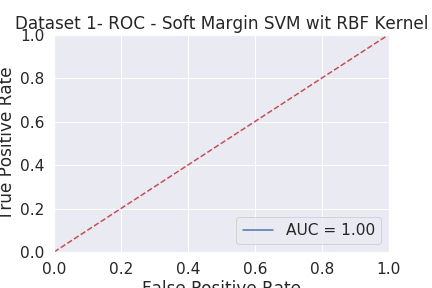 Dataset 1- ROC - Soft Margin SVM wit RBF Kernel
1.0
0.8
0.6
0.4
0.2
0.0
True Positive Rate
AUC = 1.00
0.0 0.2 0.4 0.6 0.8 1.0
False Positive Rate